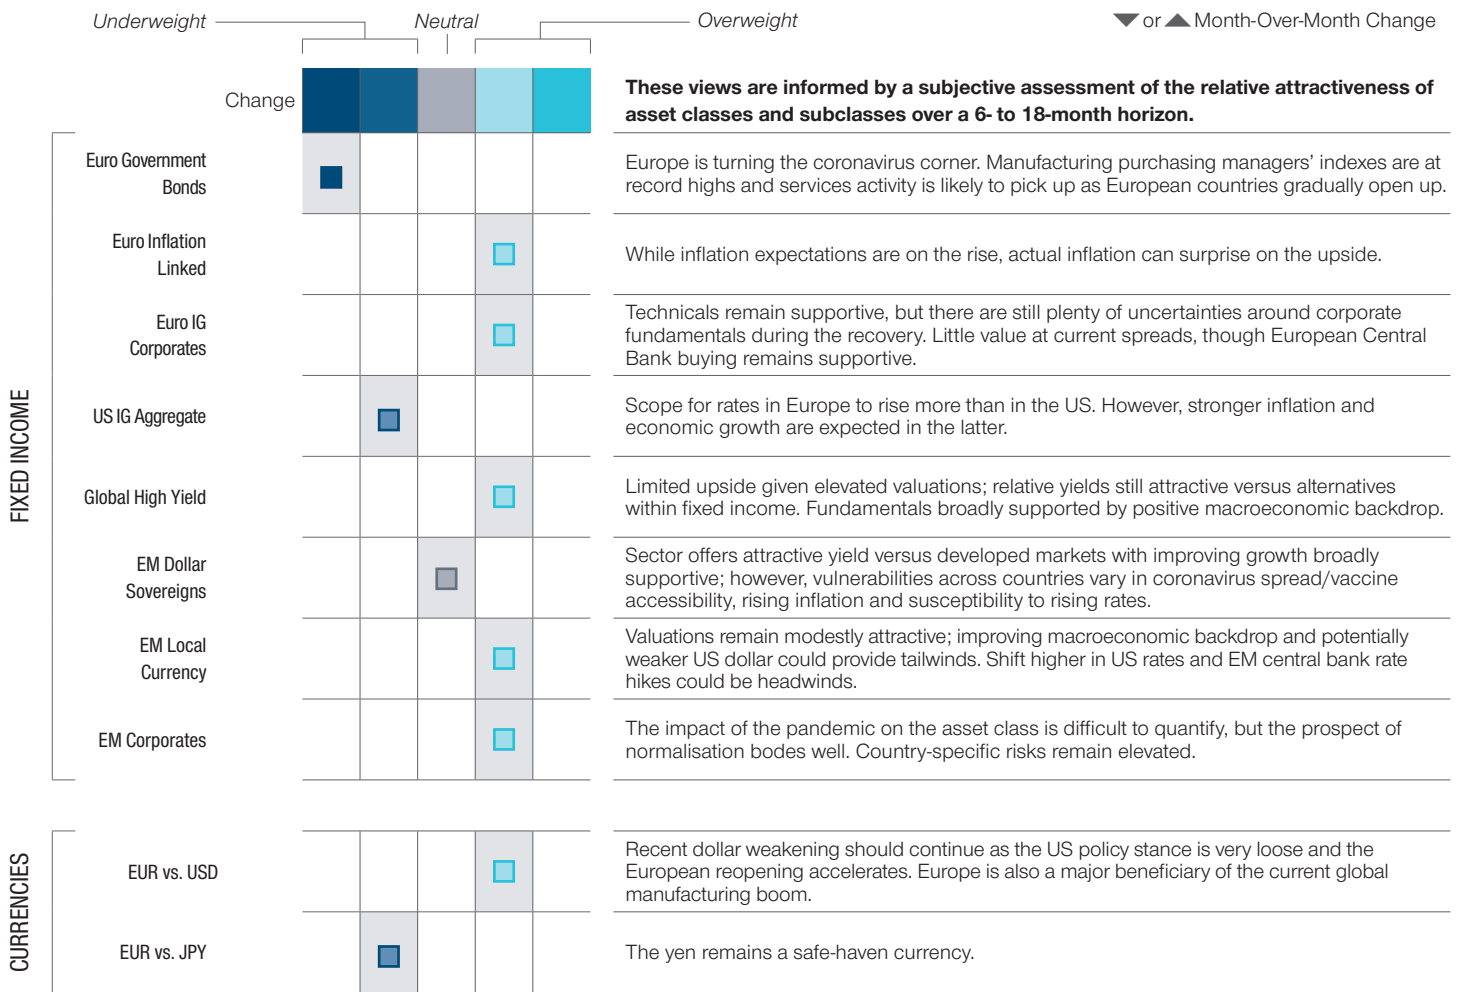 Underweight
Neutral
Overweight
▼ or ▲ Month-Over-Month Change
Change
These views are informed by a subjective assessment of the relative attractiveness of
asset classes and subclasses over a 6- to 18-month horizon.
FIXED INCOME
Euro Government
Bonds
Europe is turning the coronavirus corner. Manufacturing purchasing managers’ indexes are at
record highs and services activity is likely to pick up as European countries gradually open up.
Euro Inflation
Linked
While inflation expectations are on the rise, actual inflation can surprise on the upside.
Euro IG
Corporates
Technicals remain supportive, but there are still plenty of uncertainties around corporate
fundamentals during the recovery. Little value at current spreads, though European Central
Bank buying remains supportive.
US IG Aggregate
Scope for rates in Europe to rise more than in the US. However, stronger inflation and
economic growth are expected in the latter.
Global High Yield
Limited upside given elevated valuations; relative yields still attractive versus alternatives
within fixed income. Fundamentals broadly supported by positive macroeconomic backdrop.
EM Dollar
Sovereigns
Sector offers attractive yield versus developed markets with improving growth broadly
supportive; however, vulnerabilities across countries vary in coronavirus spread/vaccine
accessibility, rising inflation and susceptibility to rising rates.
EM Local
Currency
Valuations remain modestly attractive; improving macroeconomic backdrop and potentially
weaker US dollar could provide tailwinds. Shift higher in US rates and EM central bank rate
hikes could be headwinds.
EM Corporates
The impact of the pandemic on the asset class is difficult to quantify, but the prospect of
normalisation bodes well. Country-specific risks remain elevated.
CURRENCIES
EUR vs. USD
Recent dollar weakening should continue as the US policy stance is very loose and the
European reopening accelerates. Europe is also a major beneficiary of the current global
manufacturing boom.
EUR vs. JPY
The yen remains a safe-haven currency.